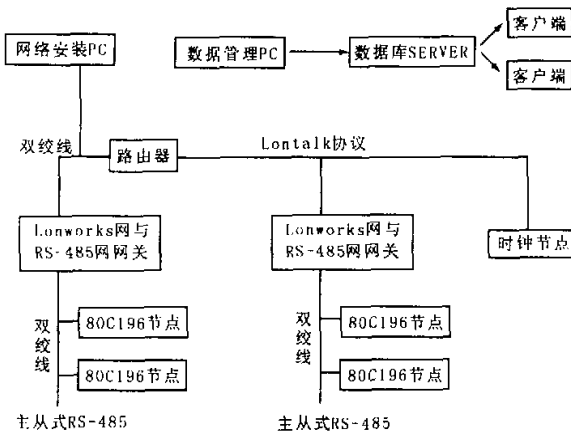 客户端
网络安装PC
数据管理PC
数据库SERVER
客户端
双绞线
路由器
Lontalk协议
Lonworks网与
RS-485网网关
Lonworks网与
RS-485网网关
时钟节点
双绞线
80C196节点
80C196节点
双绞线
80C196节点
80C196节点
主从式RS-485
主从式RS-485